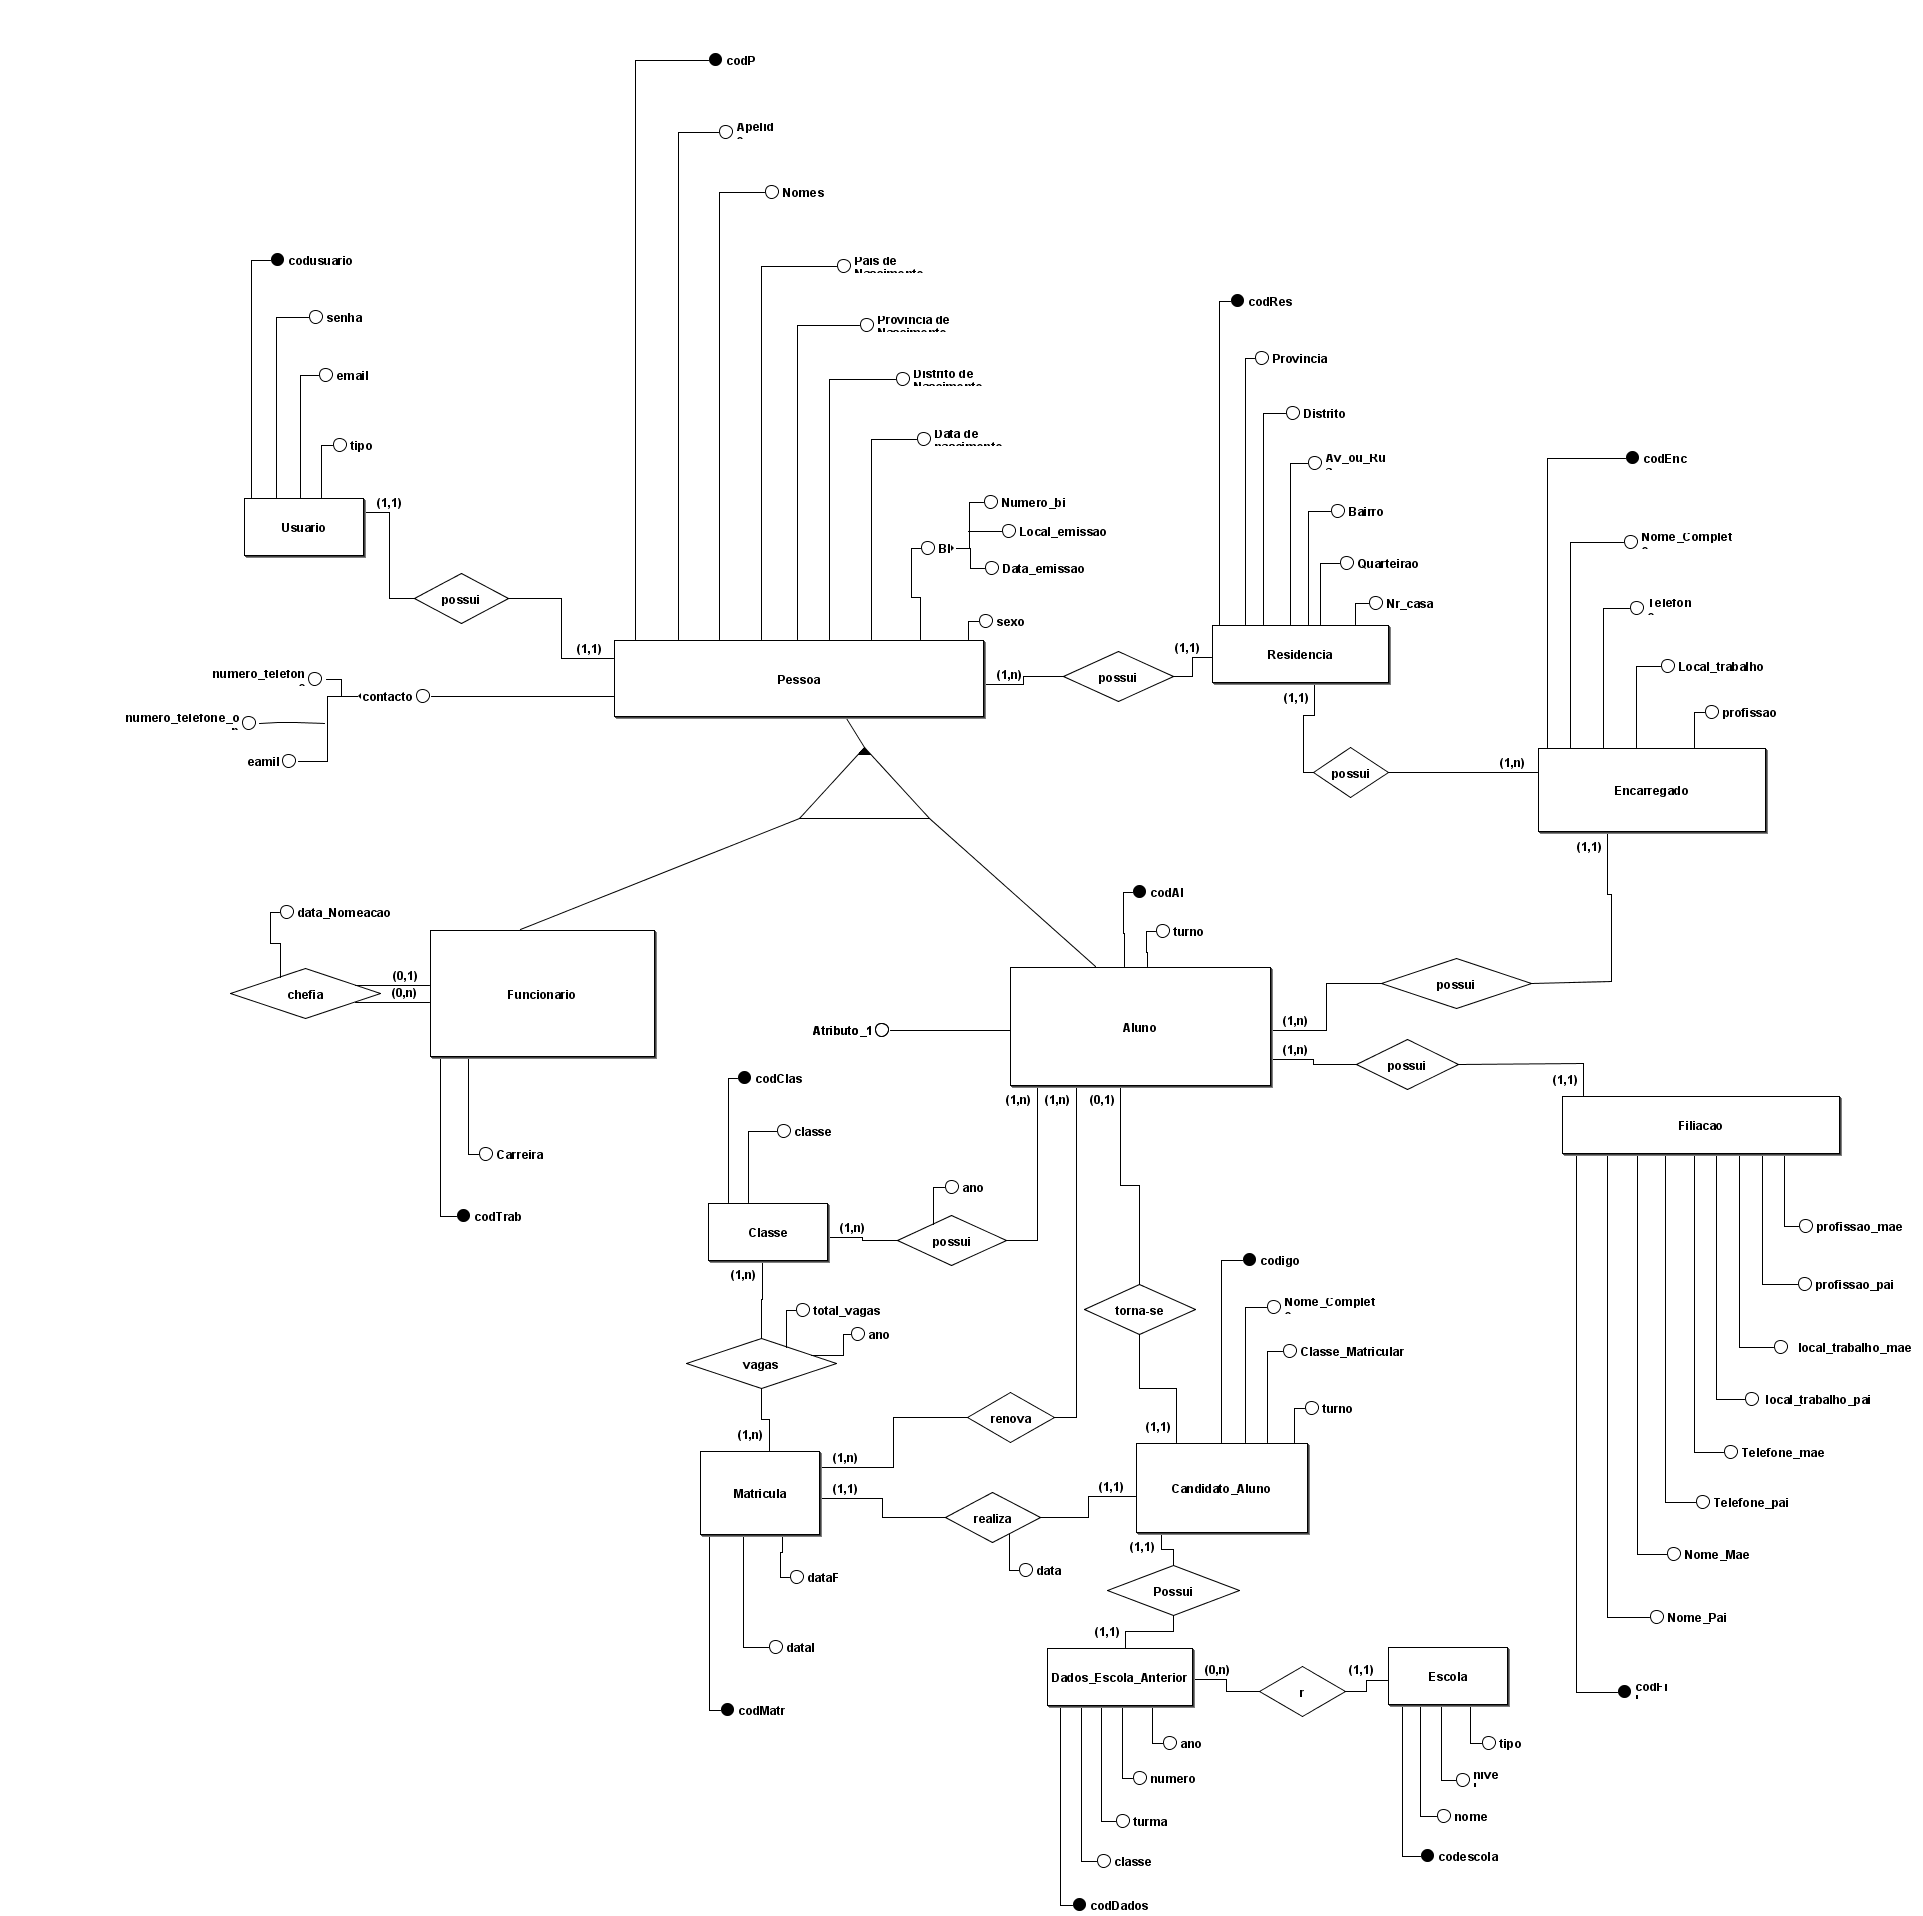 codP
Apelid
Nomes
Pais de
Nascimento
Provincia de
Nascimento
Distrito de
Nascimento
Data de
nascimento
Numero_bi
Local_emissao
BI
Data_emissao
sexo
codusuario
senha
email
tipo
(1,1)
Usuario
possui
(1,1)
Pessoa
numero_telefon
contacto
numero_telefone_o
eamil
(1,n)
possui
(1,1)
codRes
Provincia
Distrito
Av_ou_Ru
Bairro
Quarteirao
Nr_casa
Residencia
(1,1)
possui
(1,n)
codEnc
Nome_Complet
Telefon
Local_trabalho
profissao
Encarregado
(1,1)
data_Nomeacao
chefia
(0,1)
(0,n)
Funcionario
Carreira
codTrab
codAl
turno
Atributo_1
Aluno
possui
(1,n)
(1,n)
possui
(1,1)
Filiacao
profissao_mae
profissao_pai
local_trabalho_mae
local_trabalho_pai
Telefone_mae
Telefone_pai
Nome_Mae
Nome_Pai
codFi
l
(1,n) (1,n) (0,1)
codClas
classe
Classe
(1,n)
possui
ano
(1,n)
total_vagas
ano
vagas
(1,n)
torna-se
(1,1)
codigo
Nome_Complet
Classe_Matricular
turno
Candidato_Aluno
renova
(1,n)
(1,1)
Matricula
realiza
(1,1)
data
dataF
dataI
codMatr
(1,1)
Possui
(1,1)
Dados_Escola_Anterior
(0,n)
r
(1,1)
Escola
ano
numero
turma
classe
codDados
tipo
nive
l
nome
codescola